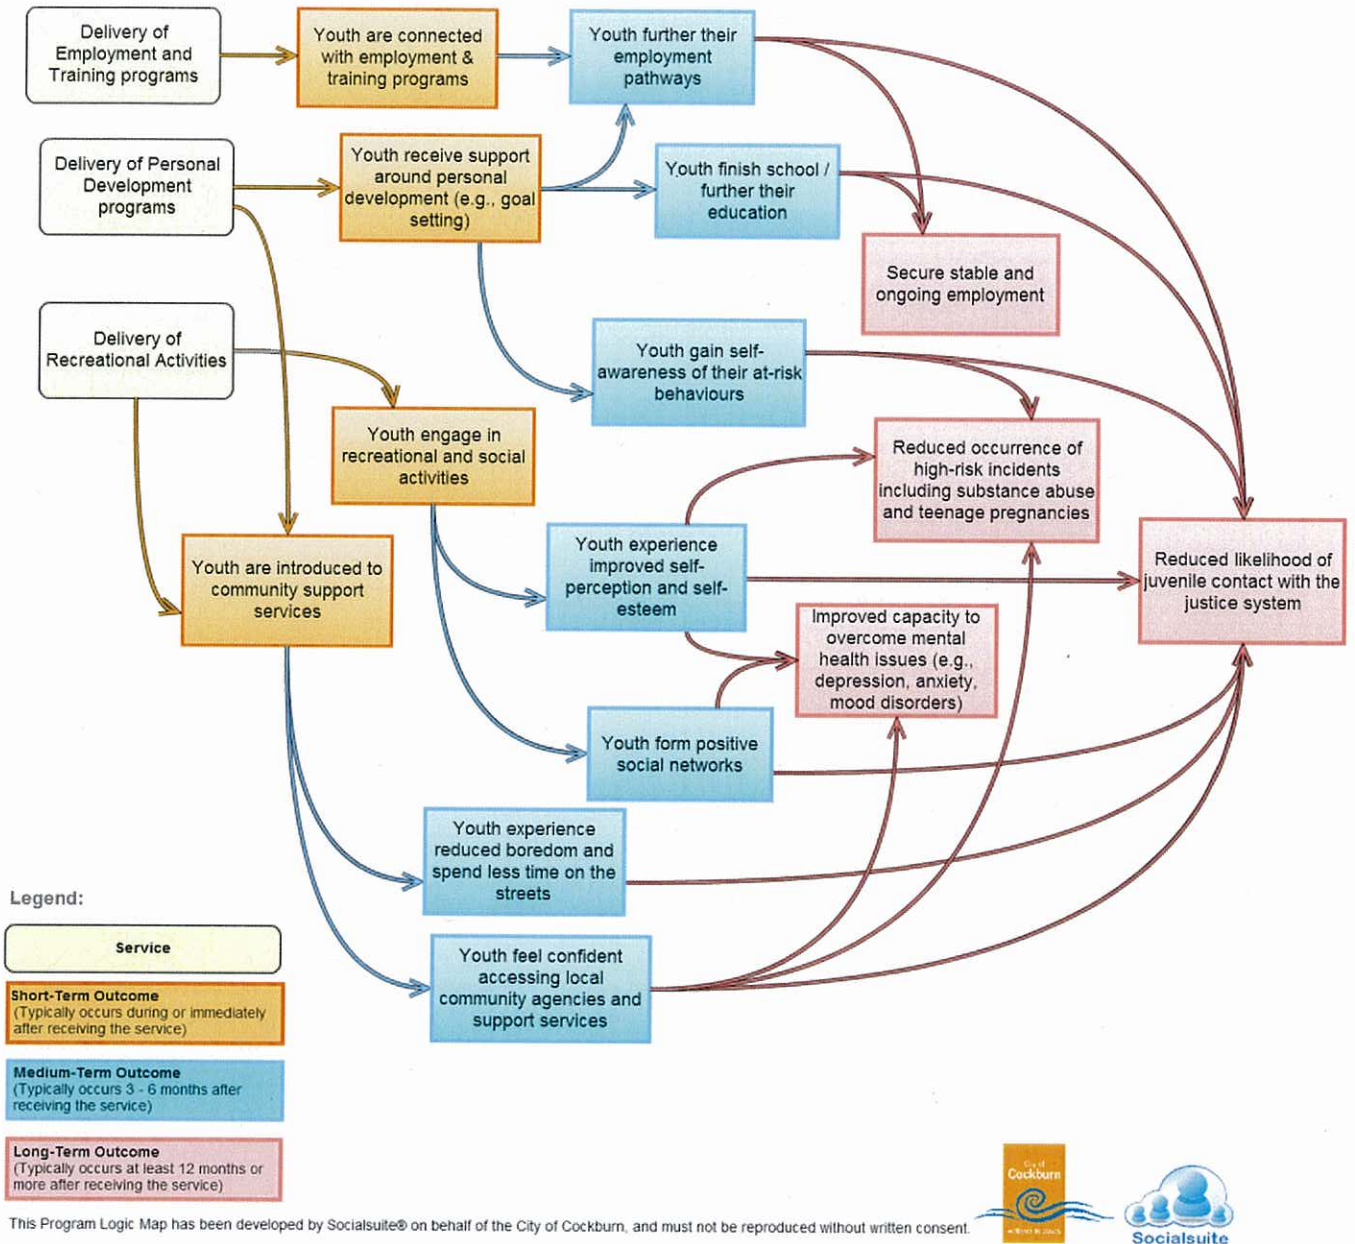 Delivery of
Employment and
Training programs
Youth are connected
with employment &
training programs
Youth further their
employment
pathways
Delivery of Personal
Development
programs
Youth receive support
around personal
development (e.g., goal
setting)
Youth finish school /
further their
education
Secure stable and
ongoing employment
Delivery of
Recreational Activities
Youth gain self-
awareness of their at-risk
behaviours
Youth engage in
recreational and social
activities
Reduced occurrence of
high-risk incidents
including substance abuse
and teenage pregnancies
Youth are introduced to
community support
services
Youth experience
improved self-
perception and self-
esteem
Reduced likelihood of
juvenile contact with the
justice system
Improved capacity to
overcome mental
health issues (e.g.,
depression, anxiety,
mood disorders)
Youth form positive
social networks
Youth experience
reduced boredom and
spend less time on the
streets
Youth feel confident
accessing local
community agencies and
support services
Legend:
Service
Short-Term Outcome
(Typically occurs during or immediately
after receiving the service)
Medium-Term Outcome
(Typically occurs 3 - 6 months after
receiving the service)
Long-Term Outcome
(Typically occurs at least 12 months or
more after receiving the service)
This Program Logic Map has been developed by Socialsuite® on behalf of the City of Cockburn, and must not be reproduced without written consent.
City of
Cockburn
Socialsuite